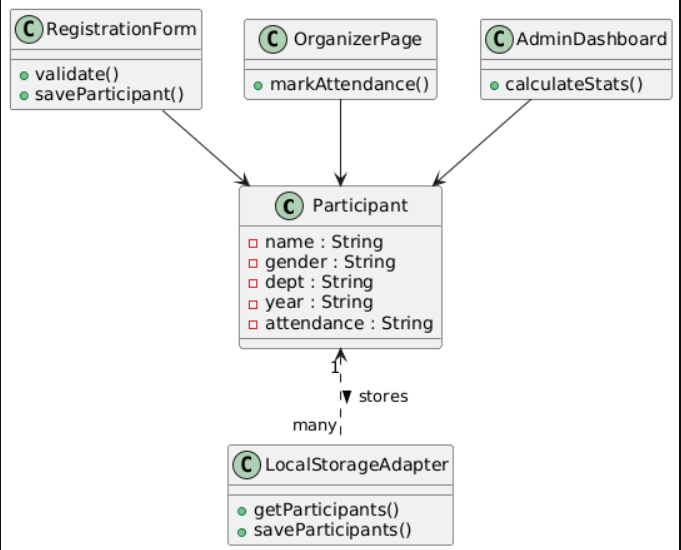 C RegistrationForm
validate()
saveParticipant()
C OrganizerPage
markAttendance()
C AdminDashboard
calculateStats()
C Participant
name : String
gender : String
dept : String
year : String
attendance : String
1
stores
many
C LocalStorageAdapter
getParticipants()
saveParticipants()